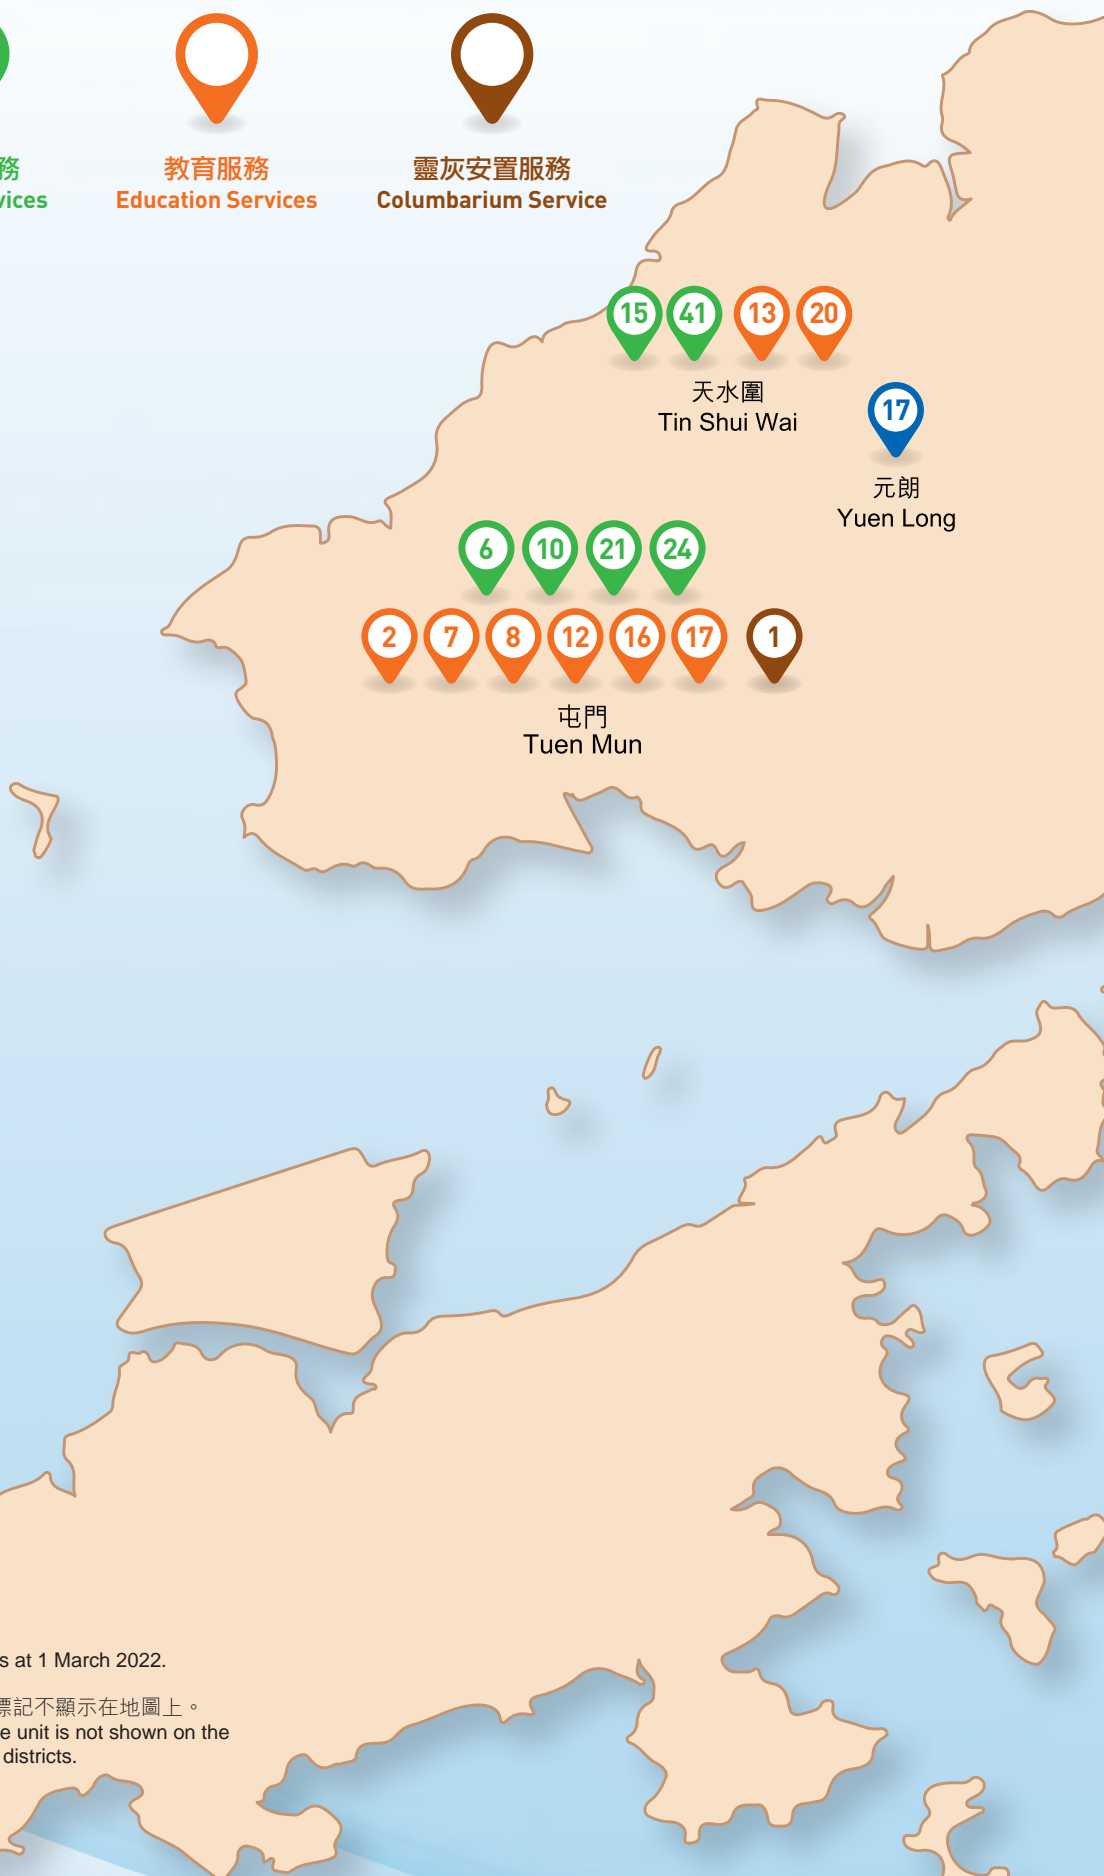 務
教育服務
靈灰安置服務
vices
Education Services
Columbarium Service
15 41 13 20
天水圍
Tin Shui Wai
17
元朗
Yuen Long
6 10 21 24
2 7 8 12 16 17 1
屯門
Tuen Mun
s at 1 March 2022.
標記不顯示在地圖上。
e unit is not shown on the
districts.